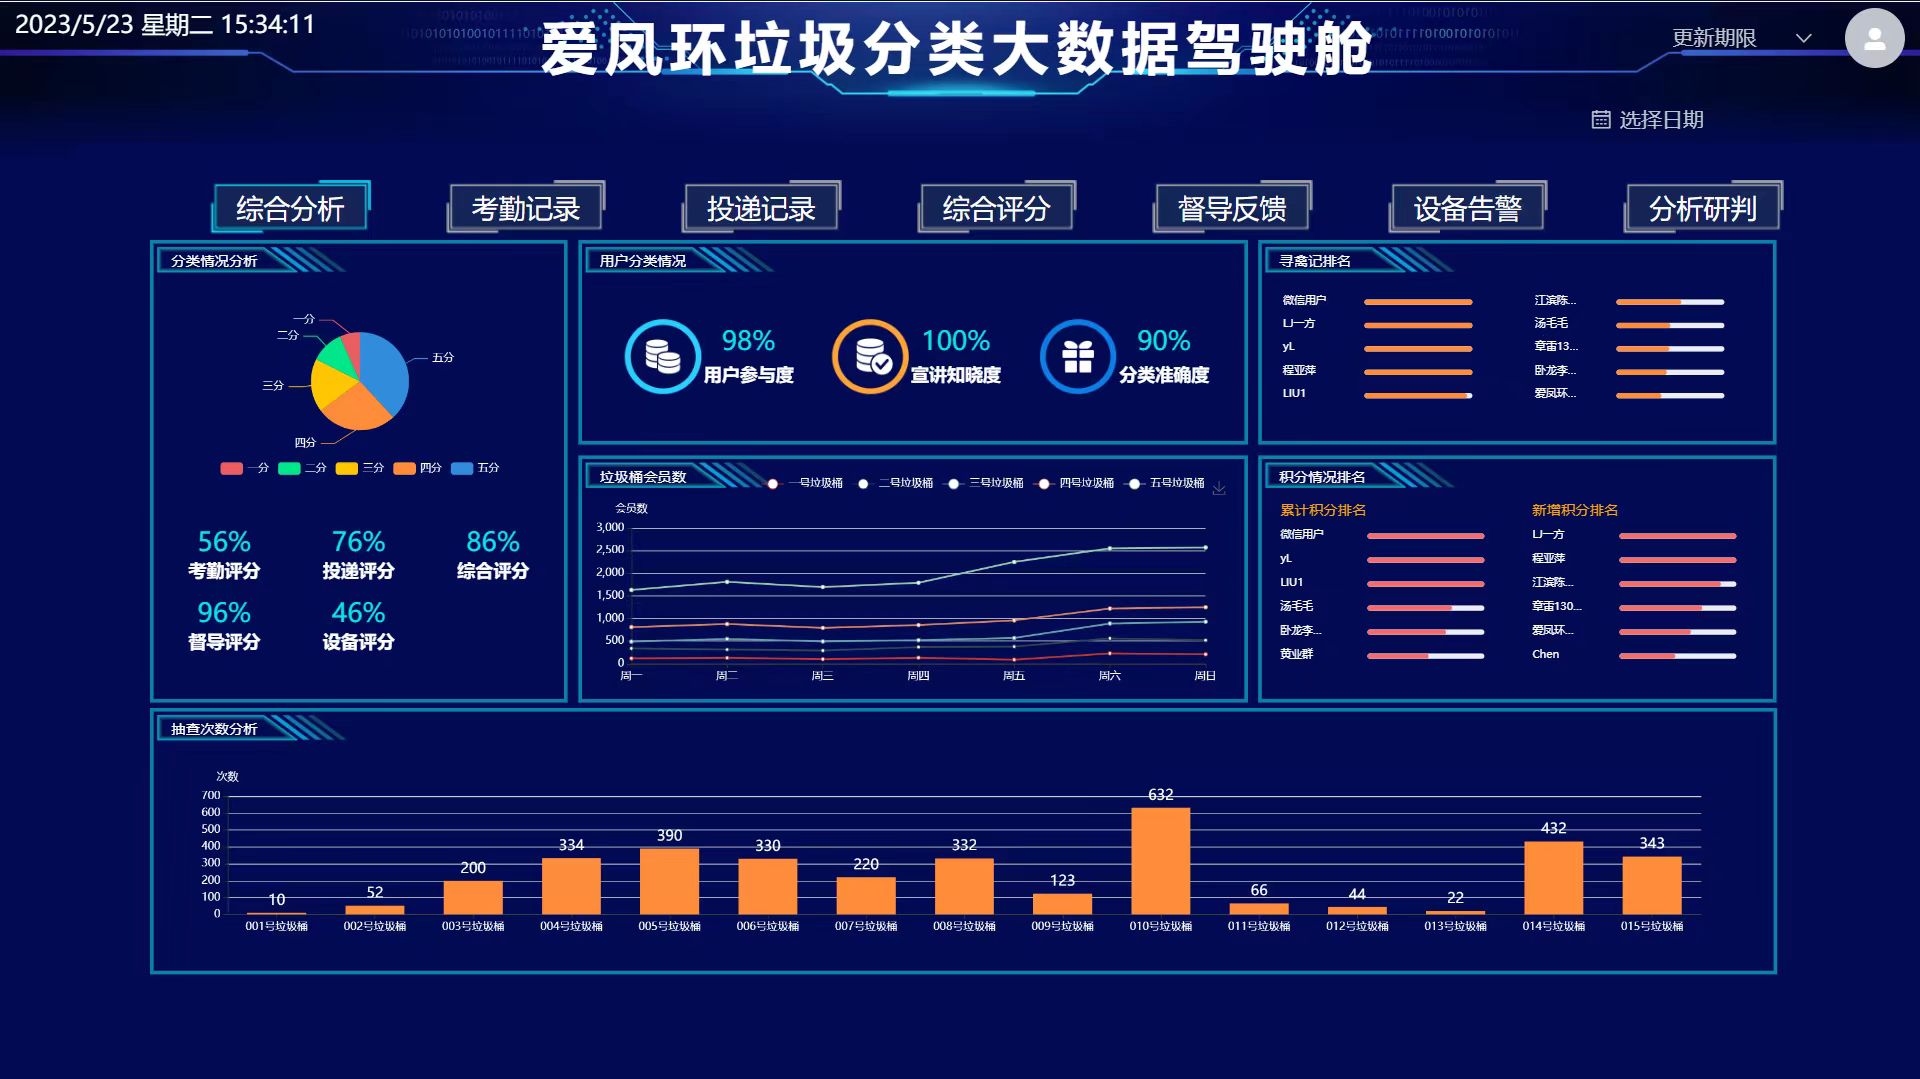 2023/5/23 星期二 15:34:11
爱凤环垃圾分类大数据驾驶舱
更新期限
选择日期
综合分析
考勤记录
投递记录
综合评分
督导反馈
设备告警
分析研判
分类情况分析
一分
二分
三分
四分
五分
一分 二分 三分 四分 五分
56% 76% 86%
考勤评分 投递评分 综合评分
96% 46%
督导评分 设备评分
用户分类情况
98%
用户参与度
100%
宣讲知晓度
90%
分类准确度
垃圾桶会员数
一号垃圾桶 二号垃圾桶 三号垃圾桶 四号垃圾桶 五号垃圾桶
会员数
3,000
2,500
2,000
1,500
1,000
500
0
周一 周二 周三 周四 周五 周六 周日
寻禽记排名
微信用户 江滨陈...
LJ一方 汤毛毛
yL 章雷13...
程亚萍 卧龙李...
LIU1 爱凤环...
积分情况排名
累计积分排名 新增积分排名
微信用户 LJ一方
yL 程亚萍
LIU1 江滨陈...
汤毛毛 章雷130...
卧龙李... 爱凤环...
黄业群 Chen
抽查次数分析
次数
700
600
500
400
300
200
100
0
10 52 200 334 390 330 220 332 123 632 66 44 22 432 343
001号垃圾桶 002号垃圾桶 003号垃圾桶 004号垃圾桶 005号垃圾桶 006号垃圾桶 007号垃圾桶 008号垃圾桶 009号垃圾桶 010号垃圾桶 011号垃圾桶 012号垃圾桶 013号垃圾桶 014号垃圾桶 015号垃圾桶